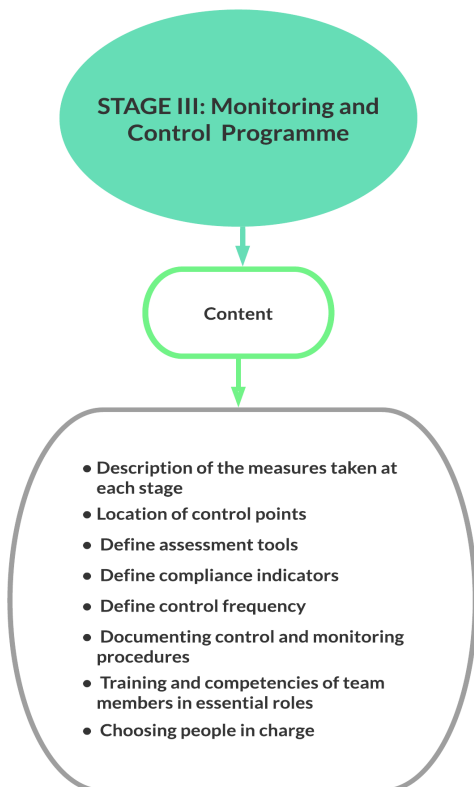 STAGE III: Monitoring and
Control Programme
Content
• Description of the measures taken at
each stage
• Location of control points
• Define assessment tools
• Define compliance indicators
• Define control frequency
• Documenting control and monitoring
procedures
• Training and competencies of team
members in essential roles
• Choosing people in charge